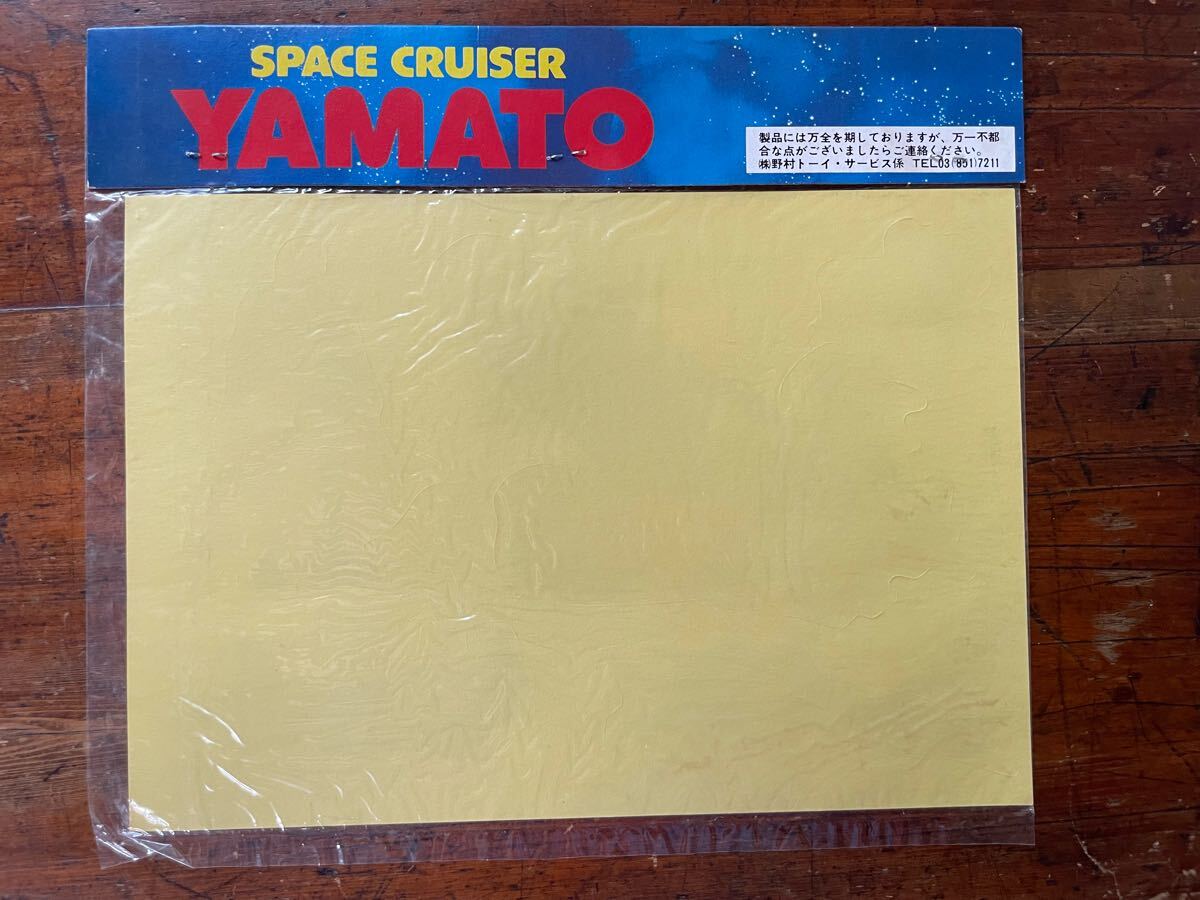 SPACE CRUISER
YAMATO
製品には万全を期しておりますが、万一不都
合な点がございましたらご連絡ください。
㈱野村トーイ・サービス係 TEL03(851)7211